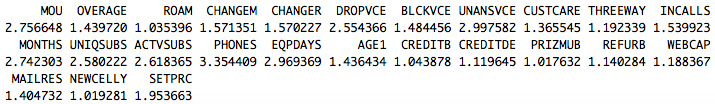 MOU OVERAGE ROAM CHANGEM CHANGER DROPVCE BLCKVCE UNANSVCE CUSTCARE THREEWAY INCALLS
2.756648 1.439720 1.035396 1.571351 1.570227 2.554366 1.484456 2.997582 1.365545 1.192339 1.539923
MONTHS UNIQSUBS ACTVSUBS PHONES EQPDAYS AGE1 CREDITB CREDITDE PRIZMUB REFURB WEBCAP
2.742303 2.580222 2.618365 3.354409 2.969369 1.436434 1.043878 1.119645 1.017632 1.140284 1.188367
MAILRES NEWCELLY SETPRC
1.404732 1.019281 1.953663